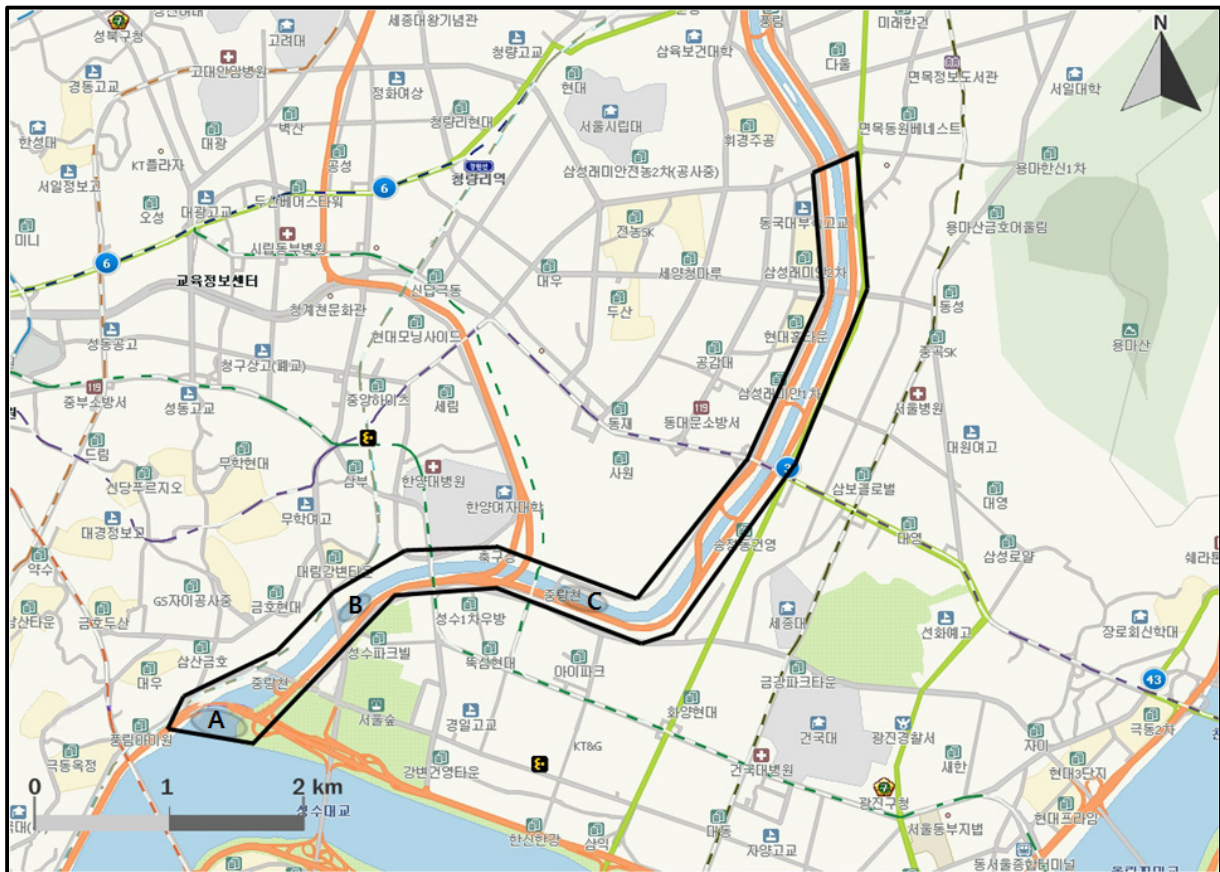 성북구청
세종대왕기념관
고려대
청량고교
삼육보건대학
풍림
미래한건
N
경동고교
고대안암병원
정화여상
현대
다울
면목정보도서관
서일대학
한성대
대광
벽산
청량리현대
서울시립대
휘경주공
면목동원베네스트
KT플라자
공성
청량리역
삼성래미안전농2차(공사중)
용마한신1차
서일정보고
오성
대광고교
두산베어스타워
6
전농SK
용마산금호어울림
미니
시립동부병원
6
교육정보센터
신답극동
대우
세양청마루
삼성래미안2차
청계천문화관
두산
동성
성동공고
현대모닝사이드
현대홈타운
중곡SK
용마산
청구상고(폐교)
공감대
119
중부소방서
성동고교
중앙하이츠
세림
삼성래미안1차
서울병원
드림
동재
119
동대문소방서
대원여고
무학현대
신당푸르지오
삼부
한양대병원
사원
3
삼보글로벌
대영
대경정보고
무학여고
한양여자대학
송정동건영
대영
삼성로얄
약수
대림강변타운
축구장
쉐라톤
GS자이공사중
금호현대
B
중랑천
C
금호두산
성수1차우방
세종대
선화예고
장로회신학대
삼산금호
성수파크빌
뚝섬현대
아이파크
대우
중랑천
금광파크타운
43
A
서울숲
경일고교
화양현대
풍림아이원
KT&G
건국대
광진경찰서
자이
극동2차
극동옥정
강변건영타운
건국대병원
새한
현대3단지
0 1 2 km
성수대교
광진구청
현대프라임
한신한강
삼익
대동
자양고교
서울동부지법
동서울종합터미널